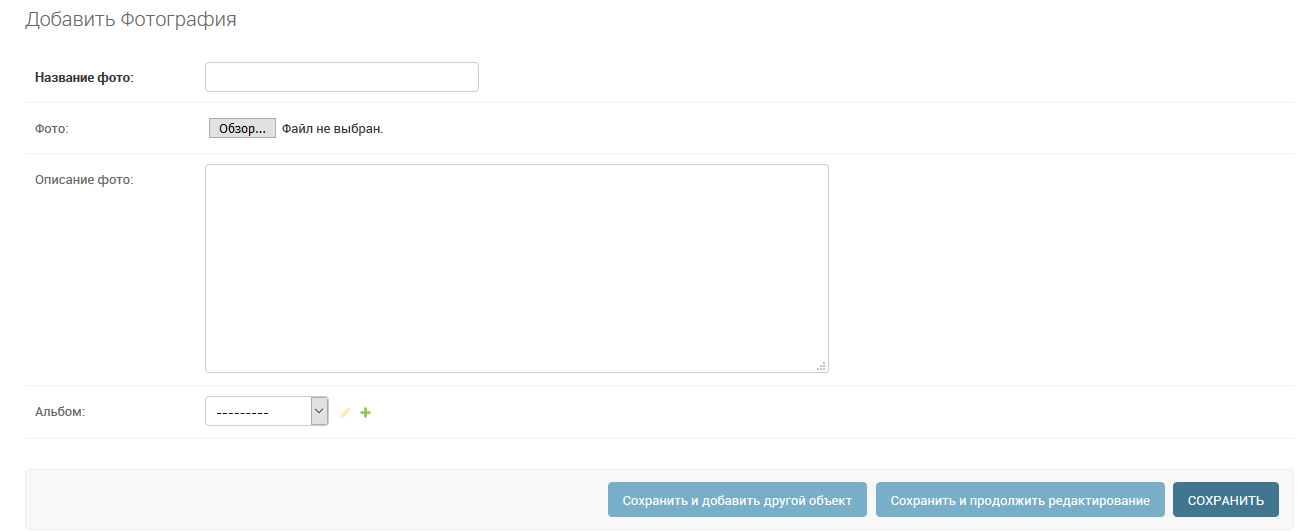 Добавить Фотография
Название фото:
Фото: Обзор... Файл не выбран.
Описание фото:
Альбом: ---------
Сохранить и добавить другой объект Сохранить и продолжить редактирование СОХРАНИТЬ